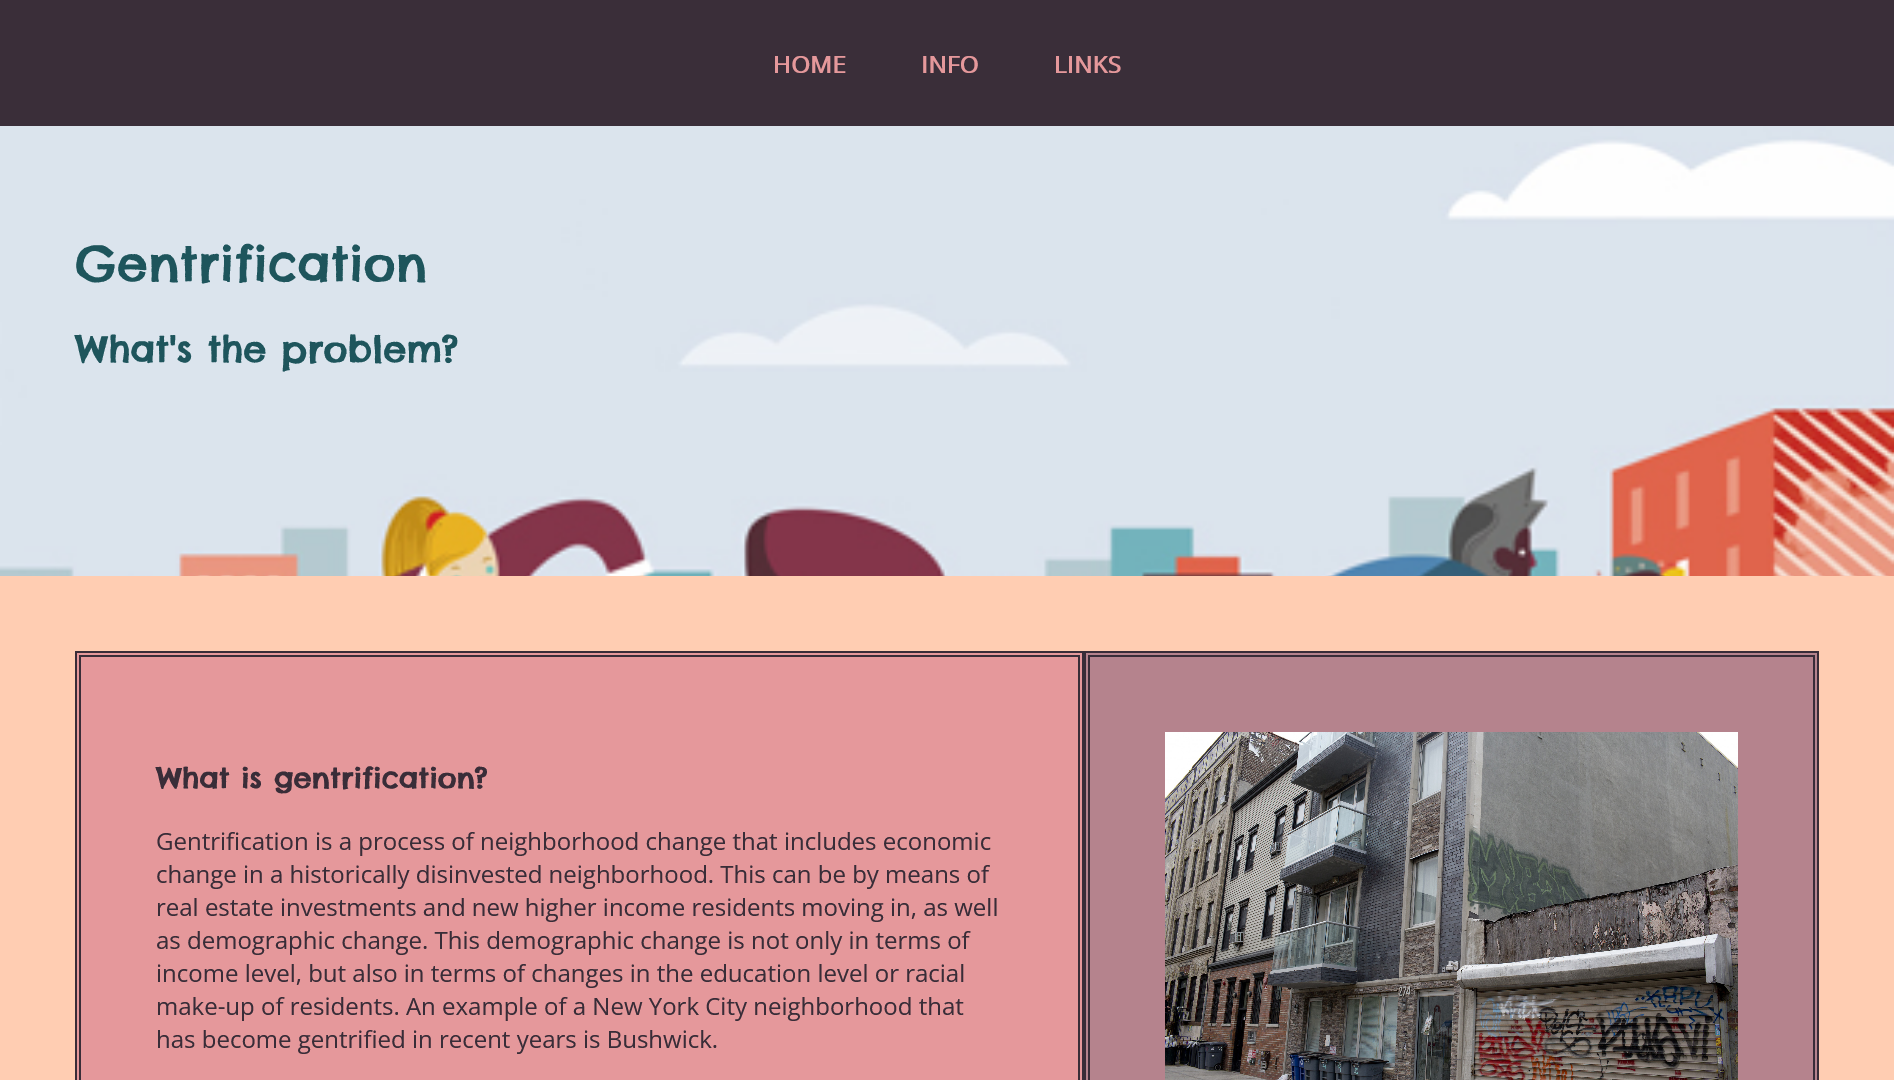 HOME INFO LINKS
Gentrification
What's the problem?
What is gentrification?
Gentrification is a process of neighborhood change that includes economic
change in a historically disinvested neighborhood. This can be by means of
real estate investments and new higher income residents moving in, as well
as demographic change. This demographic change is not only in terms of
income level, but also in terms of changes in the education level or racial
make-up of residents. An example of a New York City neighborhood that
has become gentrified in recent years is Bushwick.
274